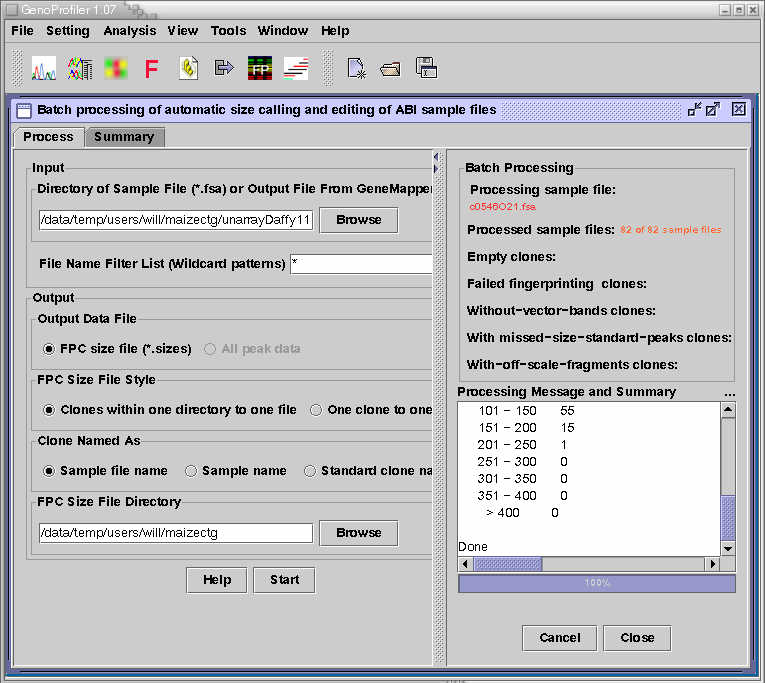 GenoProfiler 1.07
File Setting Analysis View Tools Window Help
F FP
Batch processing of automatic size calling and editing of ABI sample files
Process Summary
Input
Directory of Sample File (*.fsa) or Output File From GeneMapper
/data/temp/users/will/maizectg/unarrayDaffy11 Browse
File Name Filter List (Wildcard patterns) *
Output
Output Data File
FPC size file (*.sizes) All peak data
FPC Size File Style
Clones within one directory to one file One clone to one
Clone Named As
Sample file name Sample name Standard clone na
FPC Size File Directory
/data/temp/users/will/maizectg Browse
Help Start
Batch Processing
Processing sample file:
c0546O21.fsa
Processed sample files: 82 of 82 sample files
Empty clones:
Failed fingerprinting clones:
Without-vector-bands clones:
With missed-size-standard-peaks clones:
With-off-scale-fragments clones:
Processing Message and Summary ...
101 - 150 55
151 - 200 15
201 - 250 1
251 - 300 0
301 - 350 0
351 - 400 0
> 400 0
Done
100%
Cancel Close